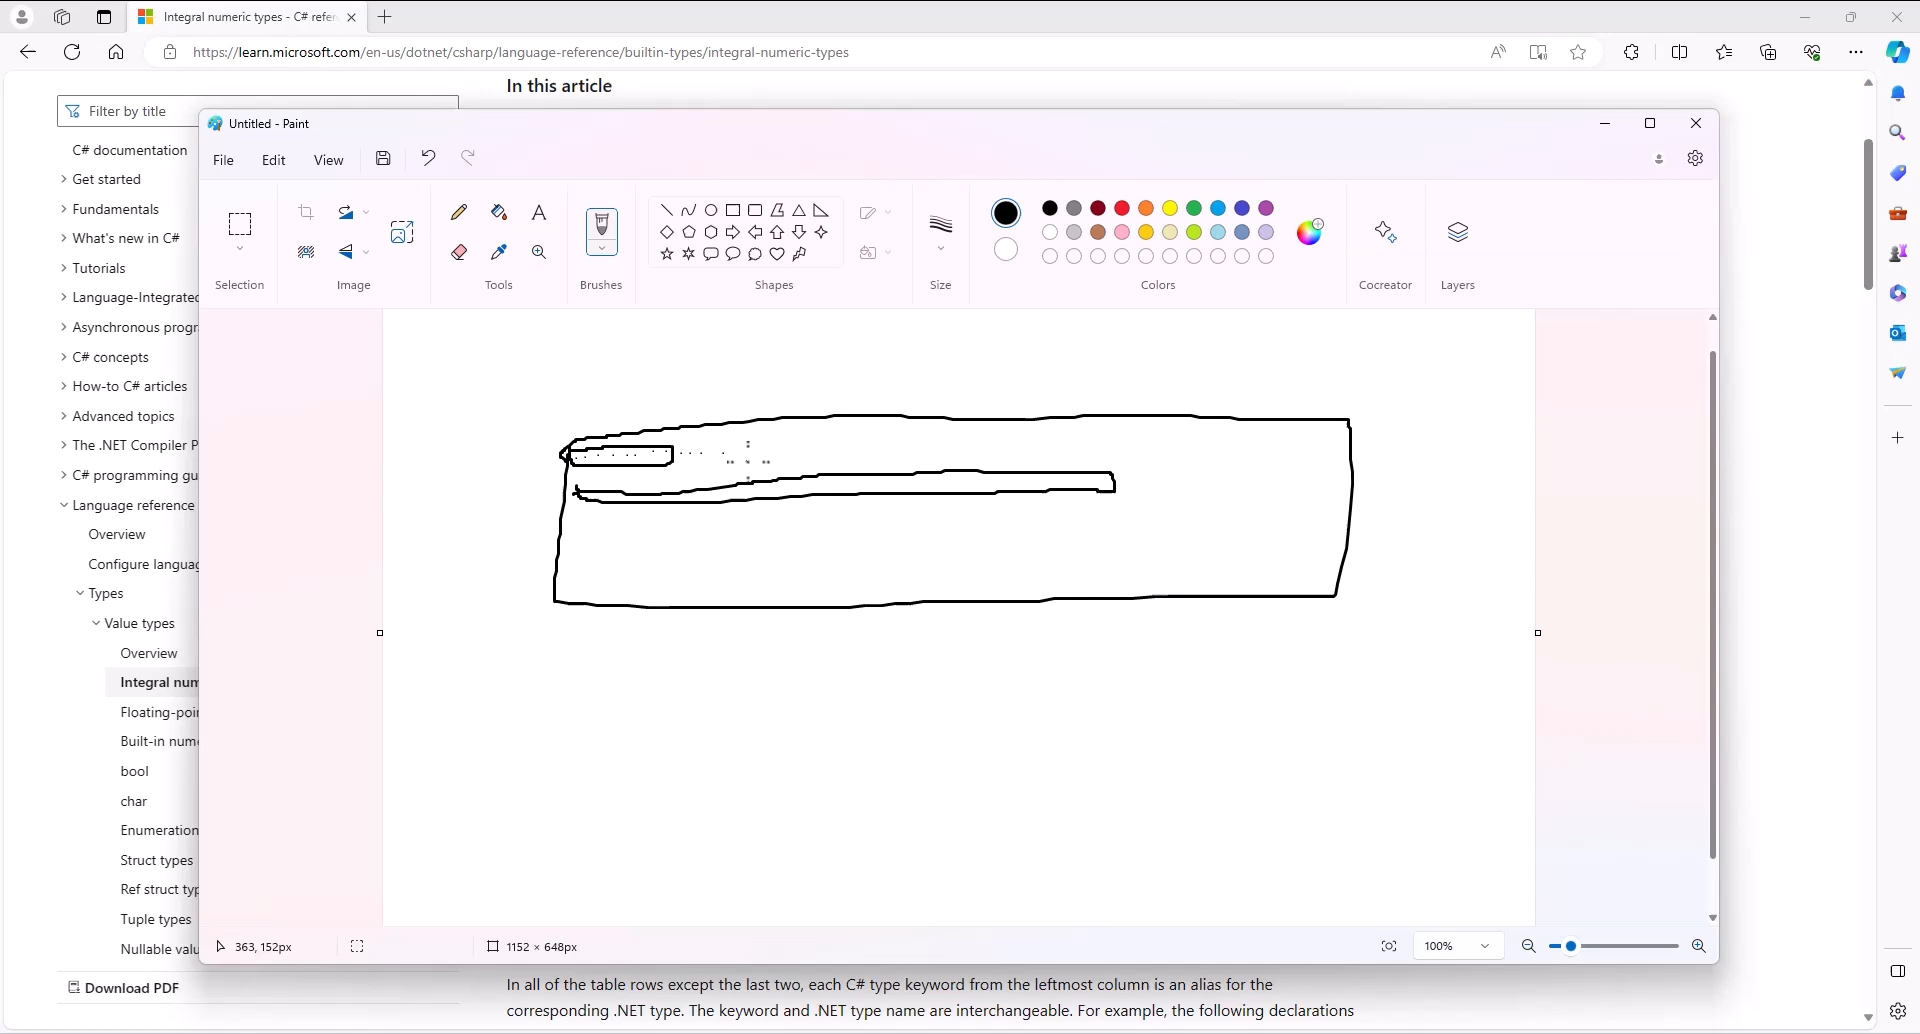 Integral numeric types - C# refer
https://learn.microsoft.com/en-us/dotnet/csharp/language-reference/builtin-types/integral-numeric-types
In this article
Filter by title
C# documentation
Get started
Fundamentals
What's new in C#
Tutorials
Language-Integrated
Asynchronous progr
C# concepts
How-to C# articles
Advanced topics
The .NET Compiler P
C# programming gu
Language reference
Overview
Configure languag
Types
Value types
Overview
Integral num
Floating-poin
Built-in nume
bool
char
Enumeration
Struct types
Ref struct typ
Tuple types
Nullable valu
Download PDF
Untitled - Paint
File Edit View
Selection Image Tools Brushes Shapes Size Colors Cocreator Layers
363, 152px
1152 × 648px
100%
In all of the table rows except the last two, each C# type keyword from the leftmost column is an alias for the
corresponding .NET type. The keyword and .NET type name are interchangeable. For example, the following declarations